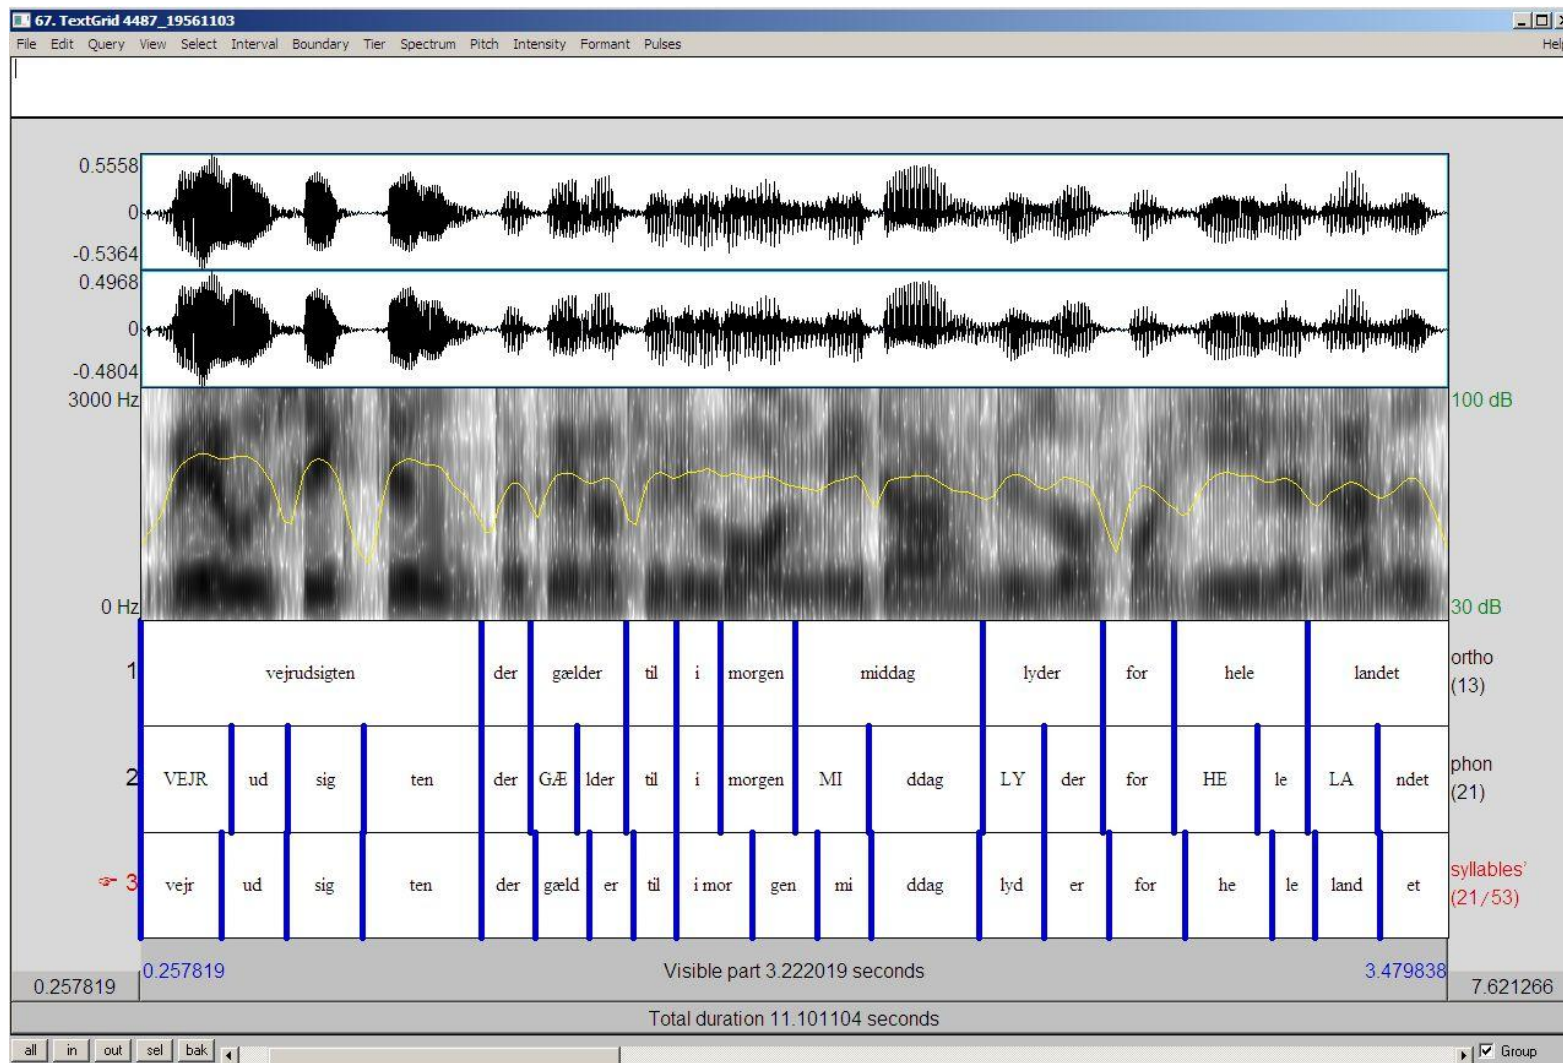 67. TextGrid 4487_19561103
File Edit Query View Select Interval Boundary Tier Spectrum Pitch Intensity Formant Pulses Help
0.5558
0
-0.5364
0.4968
0
-0.4804
3000 Hz 100 dB
0 Hz 30 dB
1 vejrudsigten der gælder til i morgen middag lyder for hele landet ortho
(13)
2 VEJR ud sig ten der GÆ lder til i morgen MI ddag LY der for HE le LA ndet phon
(21)
3 vejr ud sig ten der gæld er til i mor gen mi ddag lyd er for he le land et syllables'
(21/53)
0.257819 Visible part 3.222019 seconds 3.479838
0.257819 7.621266
Total duration 11.101104 seconds
all in out sel bak Group